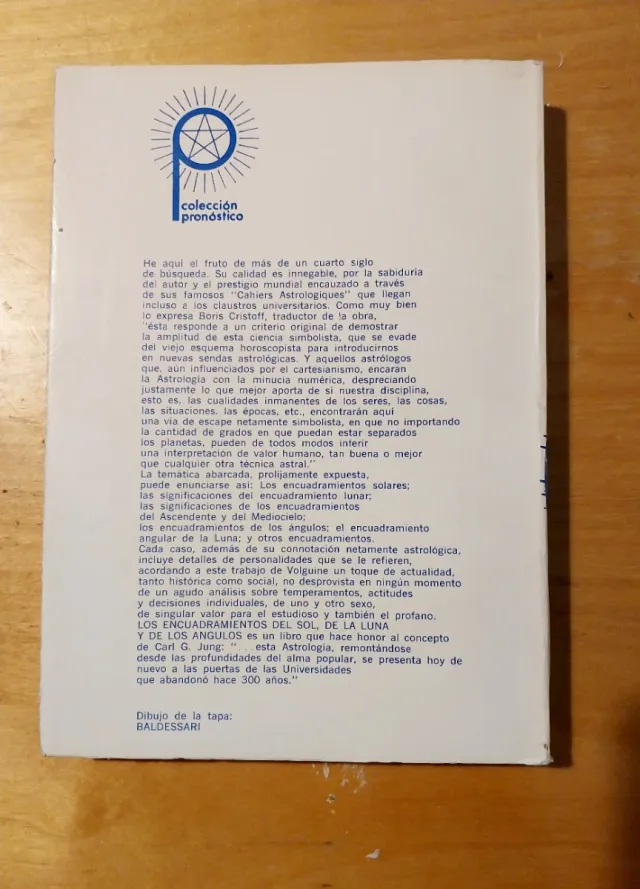 colección
pronóstico
He aquí el fruto de más de un cuarto siglo
de búsqueda. Su calidad es innegable, por la sabiduría
del autor y el prestigio mundial encauzado a través
de sus famosos "Cahiers Astrologiques" que llegan
incluso a los claustros universitarios. Como muy bien
lo expresa Boris Cristoff, traductor de la obra,
"ésta responde a un criterio original de demostrar
la amplitud de esta ciencia simbolista, que se evade
del viejo esquema horoscopista para introducirnos
en nuevas sendas astrológicas. Y aquellos astrólogos
que, aún influenciados por el cartesianismo, encaran
la Astrología con la minucia numérica, despreciando
justamente lo que mejor aporta de sí nuestra disciplina,
esto es, las cualidades inmanentes de los seres, las cosas,
las situaciones. las épocas, etc., encontrarán aquí
una vía de escape netamente simbolista, en que no importando
la cantidad de grados en que puedan estar separados
los planetas, pueden de todos modos inferir
una interpretación de valor humano, tan buena o mejor
que cualquier otra técnica astral."
La temática abarcada, prolijamente expuesta,
puede enunciarse así: Los encuadramientos solares;
las significaciones del encuadramiento lunar;
las significaciones de los encuadramientos
del Ascendente y del Mediocielo;
los encuadramientos de los ángulos; el encuadramiento
angular de la Luna; y otros encuadramientos.
Cada caso, además de su connotación netamente astrológica,
incluye detalles de personalidades que se le refieren,
acordando a este trabajo de Volguine un toque de actualidad,
tanto histórica como social, no desprovista en ningún momento
de un agudo análisis sobre temperamentos, actitudes
y decisiones individuales, de uno y otro sexo,
de singular valor para el estudioso y también el profano.
LOS ENCUADRAMIENTOS DEL SOL, DE LA LUNA
Y DE LOS ANGULOS es un libro que hace honor al concepto
de Carl G. Jung: "...esta Astrología, remontándose
desde las profundidades del alma popular, se presenta hoy de
nuevo a las puertas de las Universidades
que abandonó hace 300 años."
Dibujo de la tapa:
BALDESSARI